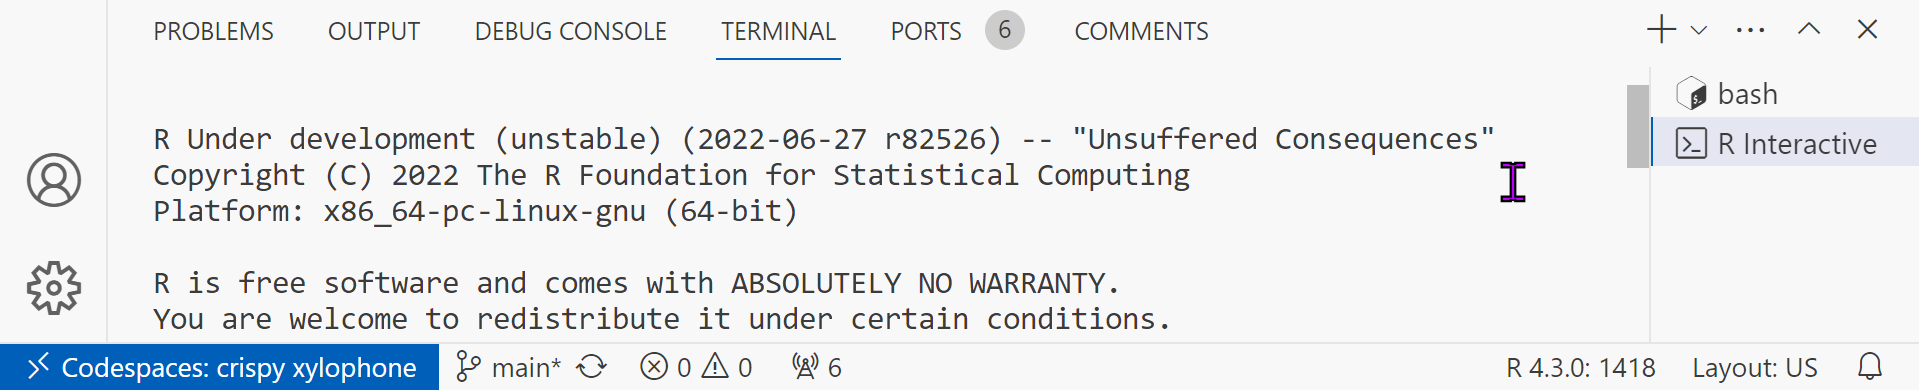 PROBLEMS OUTPUT DEBUG CONSOLE TERMINAL PORTS 6 COMMENTS
bash
R Interactive
R Under development (unstable) (2022-06-27 r82526) -- "Unsuffered Consequences"
Copyright (C) 2022 The R Foundation for Statistical Computing
Platform: x86_64-pc-linux-gnu (64-bit)
R is free software and comes with ABSOLUTELY NO WARRANTY.
You are welcome to redistribute it under certain conditions.
Codespaces: crispy xylophone main* 0 0 6 R 4.3.0: 1418 Layout: US